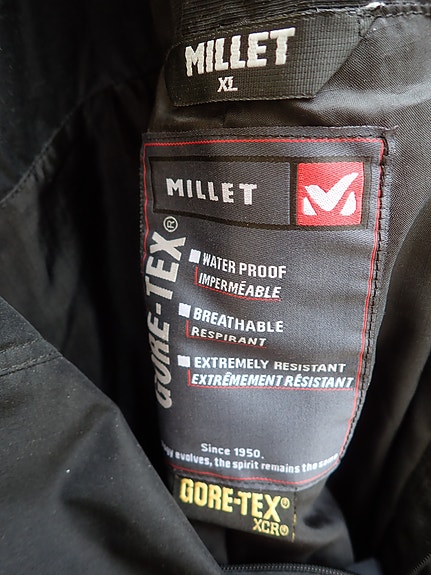 MILLET
XL
MILLET
GORE-TEX®
WATER PROOF
IMPERMÉABLE
BREATHABLE
RESPIRANT
EXTREMELY RESISTANT
EXTRÊMEMENT RÉSISTANT
Since 1950.
evolves, the spirit remains the same
GORE-TEX®
XCR®